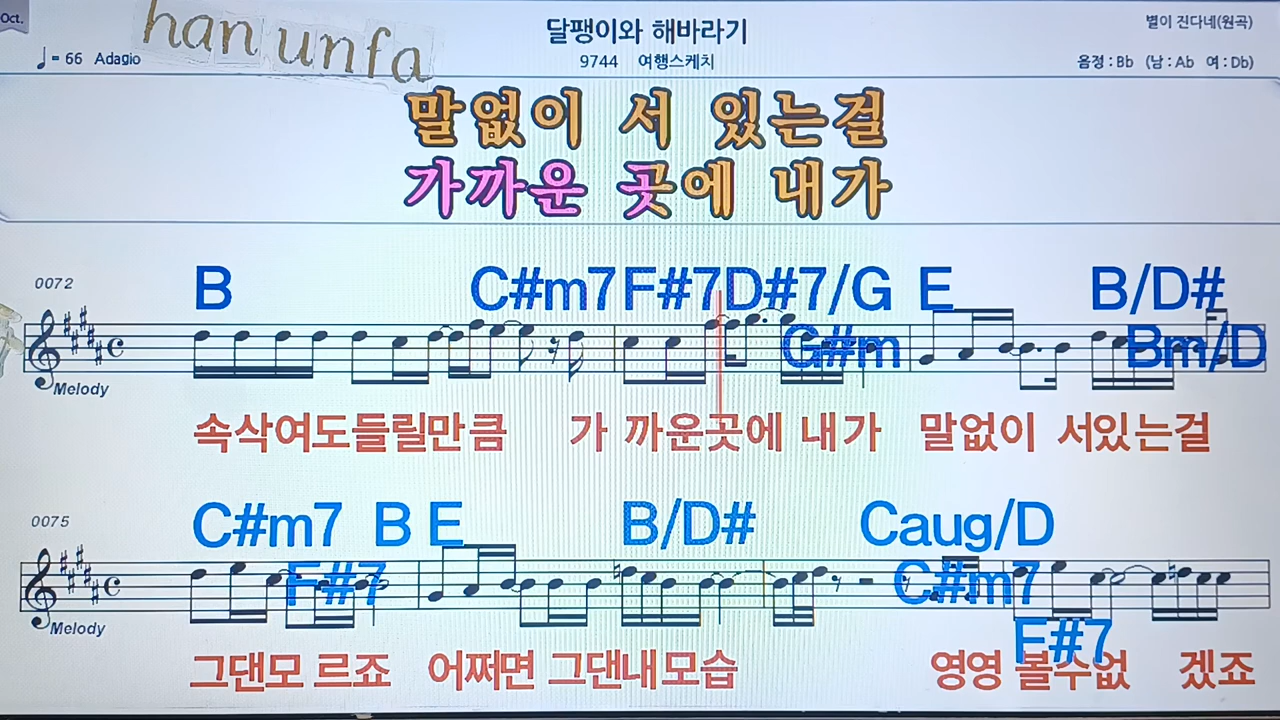 Oct.
han unfa
달팽이와 해바라기
별이 진다네(원곡)
♩= 66 Adagio
9744 여행스케치
음정 : Bb (남 : Ab 여 : Db)
말없이 서 있는걸
가까운 곳에 내가
0072
B C#m7 F#7 D#7/G E B/D#
G#m Bm/D
Melody
속삭여도들릴만큼 가 까운곳에 내가 말없이 서있는걸
0075
C#m7 B E B/D# Caug/D
F#7 C#m7
Melody
F#7
그댄모 르죠 어쩌면 그댄내모습 영영 볼수없 겠죠